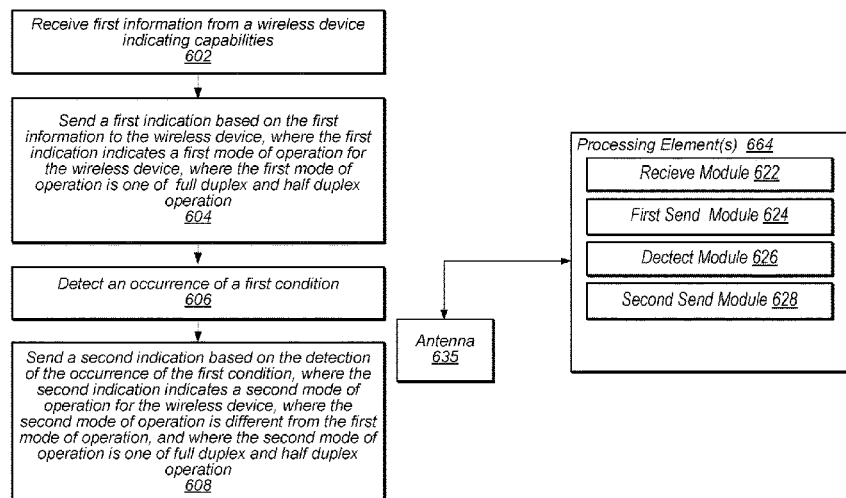 Receive first information from a wireless device
indicating capabilities
602
Send a first indication based on the first
information to the wireless device, where the first
indication indicates a first mode of operation for
the wireless device, where the first mode of
operation is one of full duplex and half duplex
operation
604
Detect an occurrence of a first condition
606
Send a second indication based on the detection
of the occurrence of the first condition, where the
second indication indicates a second mode of
operation for the wireless device, where the
second mode of operation is different from the first
mode of operation, and where the second mode of
operation is one of full duplex and half duplex
operation
608
Antenna
635
Processing Element(s) 664
Recieve Module 622
First Send Module 624
Dectect Module 626
Second Send Module 628